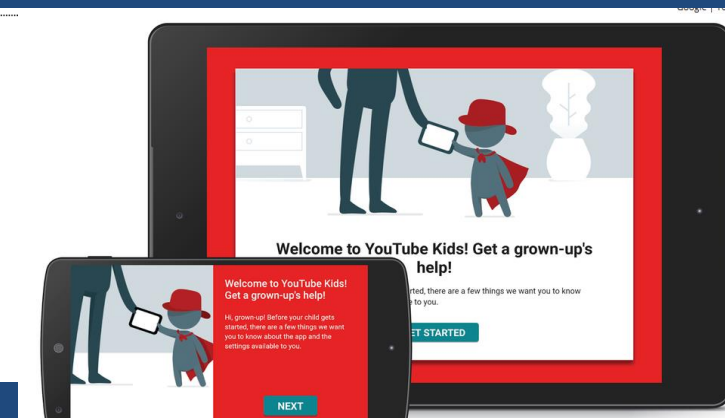 Welcome to YouTube Kids! Get a grown-up's
help!
rted, there are a few things we want you to know
e to you.
ET STARTED
Welcome to YouTube Kids!
Get a grown-up's help!
Hi, grown-up! Before your child gets
started, there are a few things we want
you to know about the app and the
settings available to you.
NEXT